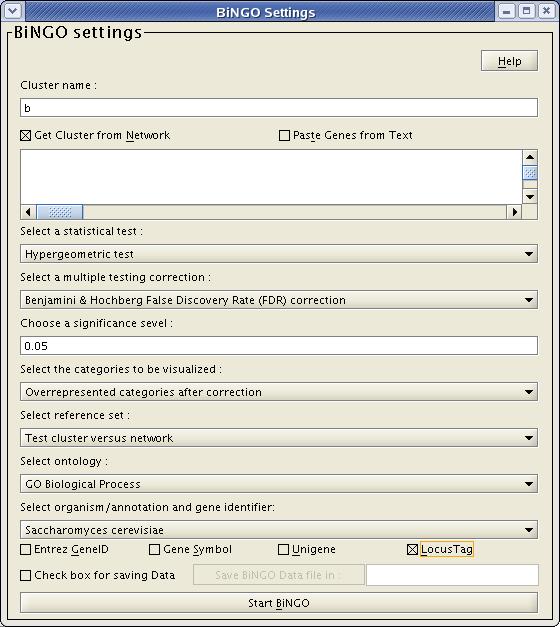 BiNGO Settings
BiNGO settings
Help
Cluster name :
b
Get Cluster from Network Paste Genes from Text
Select a statistical test :
Hypergeometric test
Select a multiple testing correction :
Benjamini & Hochberg False Discovery Rate (FDR) correction
Choose a significance sevel :
0.05
Select the categories to be visualized :
Overrepresented categories after correction
Select reference set :
Test cluster versus network
Select ontology :
GO Biological Process
Select organism/annotation and gene identifier:
Saccharomyces cerevisiae
Entrez GeneID Gene Symbol Unigene LocusTag
Check box for saving Data Save BiNGO Data file in :
Start BiNGO